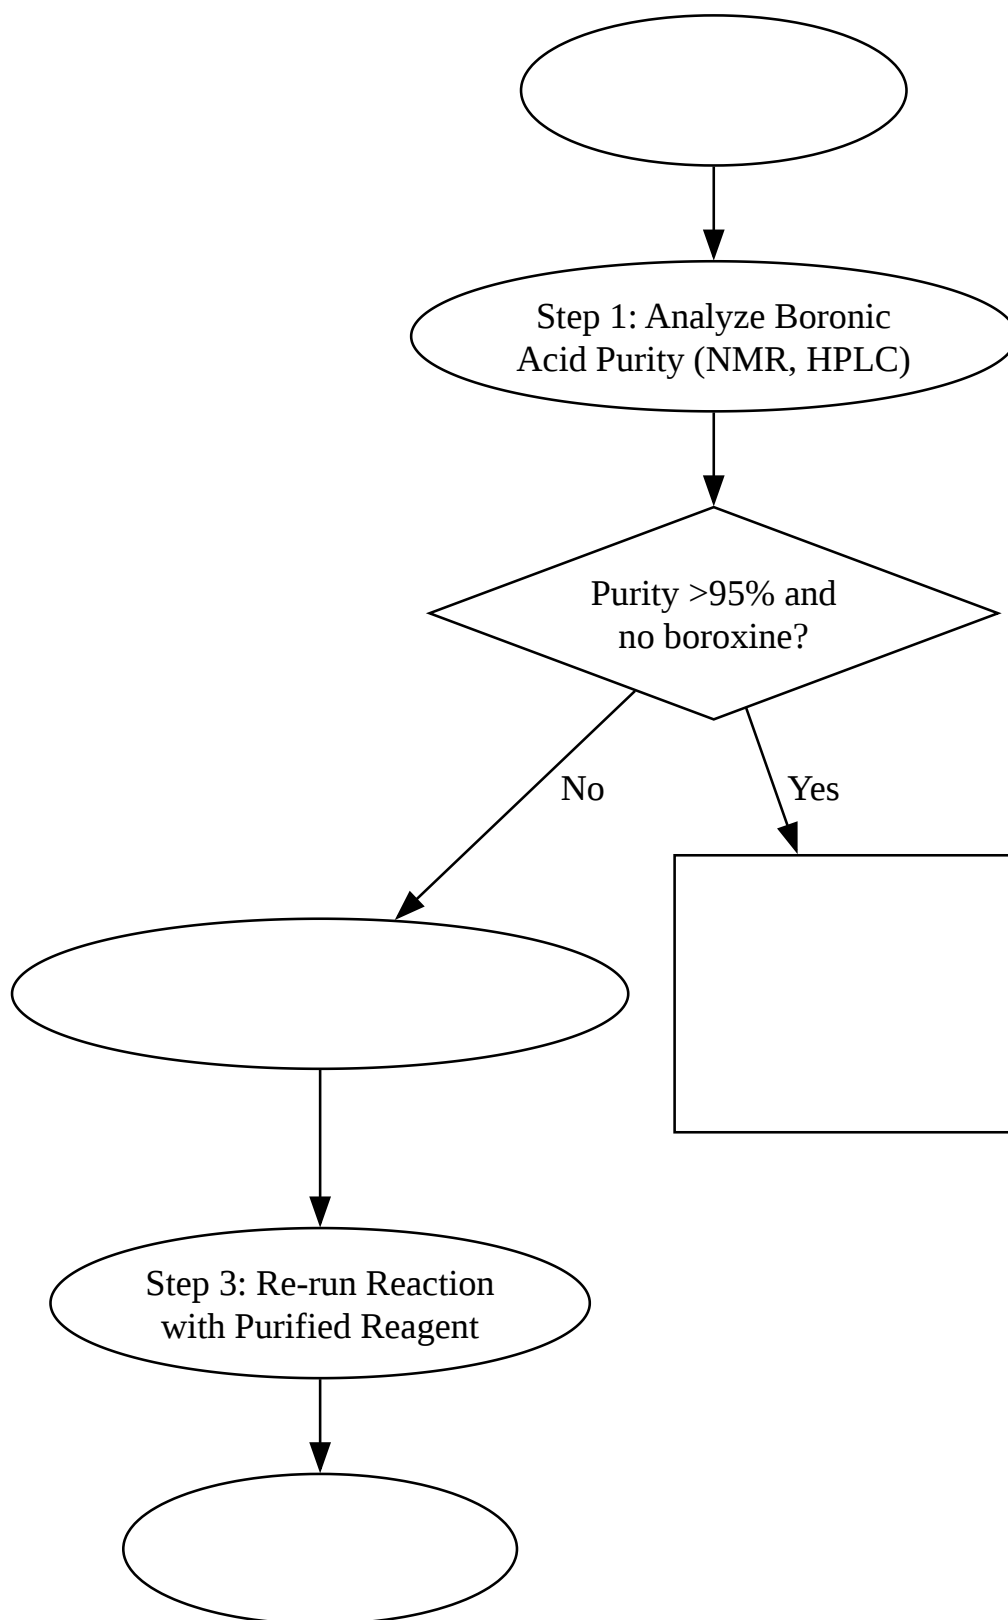 Step 1: Analyze Boronic
Acid Purity (NMR, HPLC)
Purity >95% and
no boroxine?
No
Yes
Step 3: Re-run Reaction
with Purified Reagent